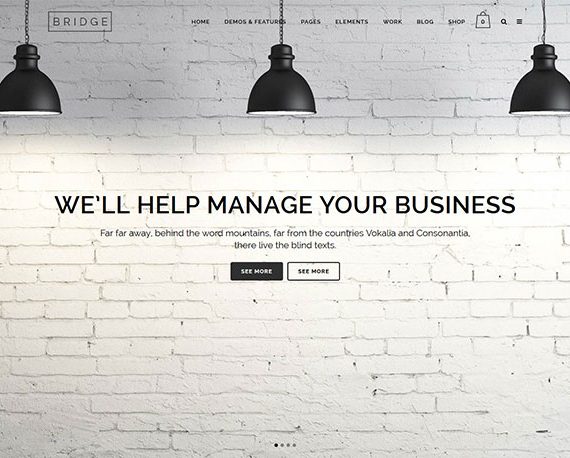 BRIDGE
HOME DEMOS & FEATURES PAGES ELEMENTS WORK BLOG SHOP
WE'LL HELP MANAGE YOUR BUSINESS
Far far away, behind the word mountains, far from the countries Vokalia and Consonantia,
there live the blind texts.
SEE MORE SEE MORE